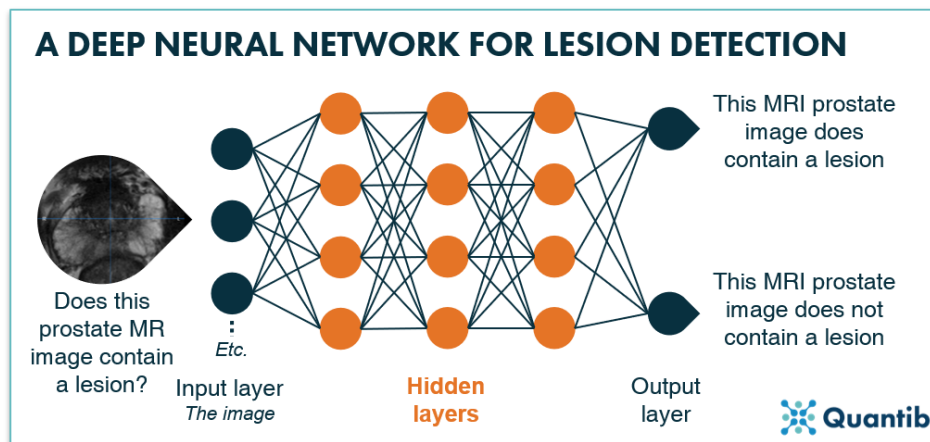 A DEEP NEURAL NETWORK FOR LESION DETECTION
This MRI prostate
image does
contain a lesion
Does this
prostate MR
image contain
a lesion?
Etc.
Input layer
The image
Hidden
layers
This MRI prostate
image does not
contain a lesion
Output
layer
Quantib